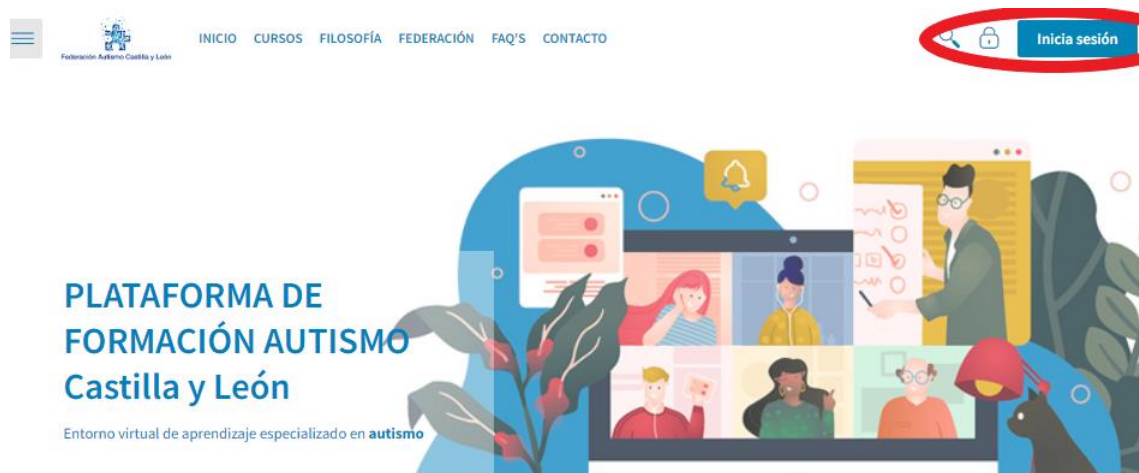 Federación Autismo Castilla y León
INICIO CURSOS FILOSOFÍA FEDERACIÓN FAQ'S CONTACTO
Inicia sesión
PLATAFORMA DE
FORMACIÓN AUTISMO
Castilla y León
Entorno virtual de aprendizaje especializado en autismo